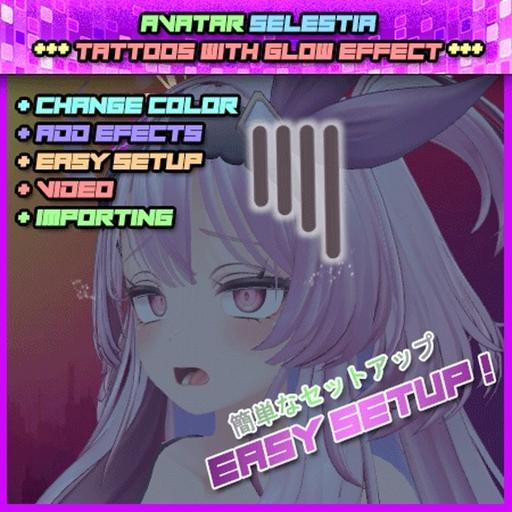 AVATAR SELESTIA
+++ TATTOOS WITH GLOW EFFECT +++
+ CHANGE COLOR
+ ADD EFECTS
+ EASY SETUP
+ VIDEO
+ IMPORTING
簡単なセットアップ
EASY SETUP!